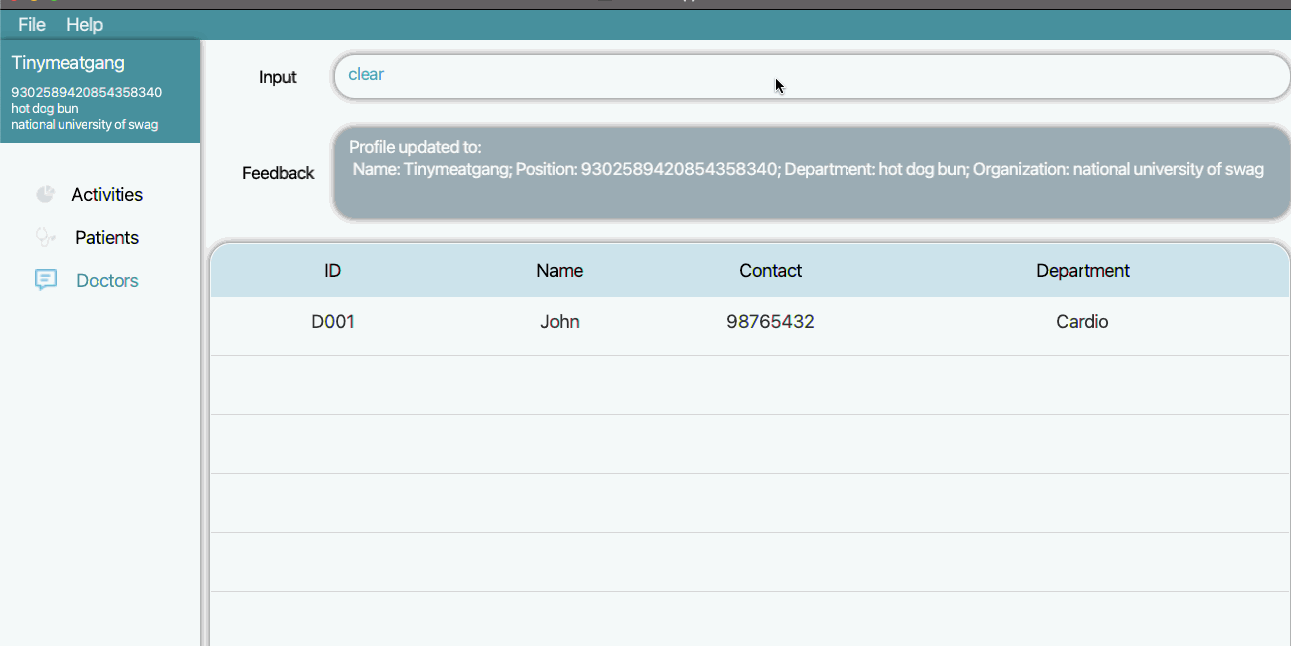 File Help
Tinymeatgang
9302589420854358340
hot dog bun
national university of swag
Activities
Patients
Doctors
Input
clear
Feedback
Profile updated to:
Name: Tinymeatgang; Position: 9302589420854358340; Department: hot dog bun; Organization: national university of swag
ID Name Contact Department
D001 John 98765432 Cardio